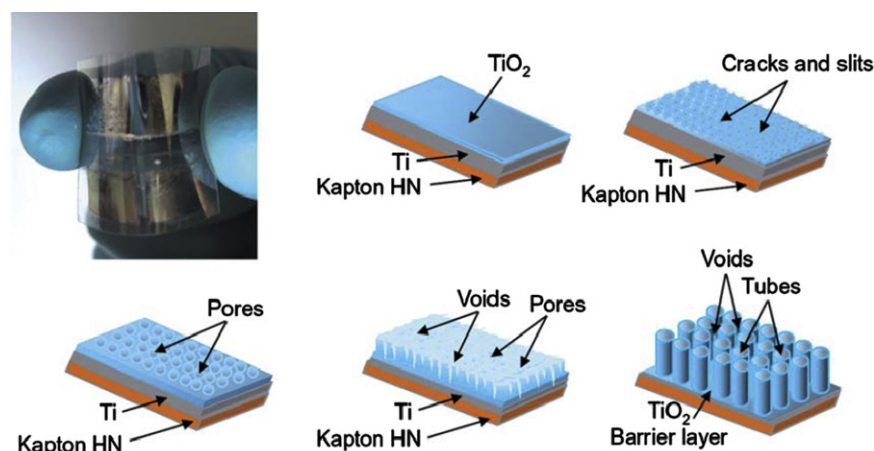 TiO₂
Ti
Kapton HN
Cracks and slits
Ti
Kapton HN
Pores
Ti
Kapton HN
Voids
Pores
Ti
Kapton HN
Voids
Tubes
TiO₂
Barrier layer